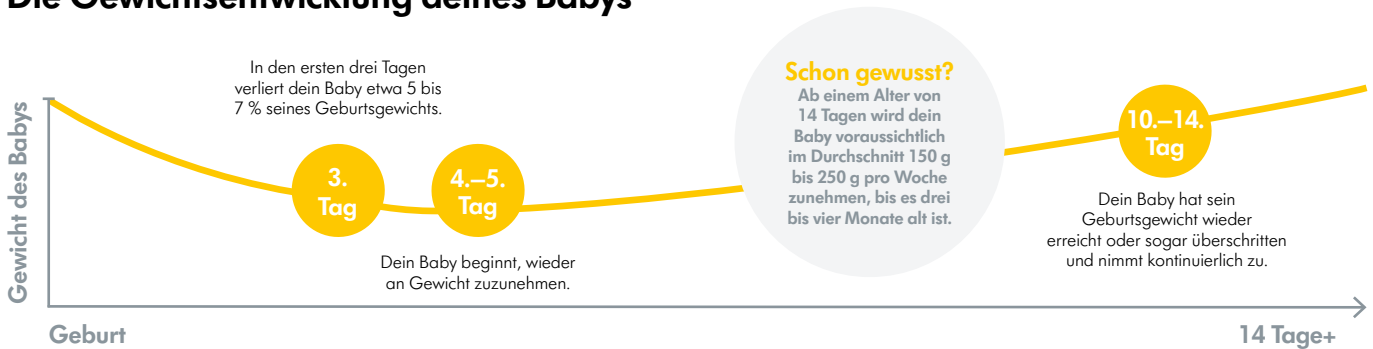 Die Gewichtsentwicklung deines Babys
In den ersten drei Tagen
verliert dein Baby etwa 5 bis
7 % seines Geburtsgewichts.
Gewicht des Babys
3.
Tag
4.–5.
Tag
Dein Baby beginnt, wieder
an Gewicht zuzunehmen.
Schon gewusst?
Ab einem Alter von
14 Tagen wird dein
Baby voraussichtlich
im Durchschnitt 150 g
bis 250 g pro Woche
zunehmen, bis es drei
bis vier Monate alt ist.
10.–14.
Tag
Dein Baby hat sein
Geburtsgewicht wieder
erreicht oder sogar überschritten
und nimmt kontinuierlich zu.
Geburt
14 Tage+